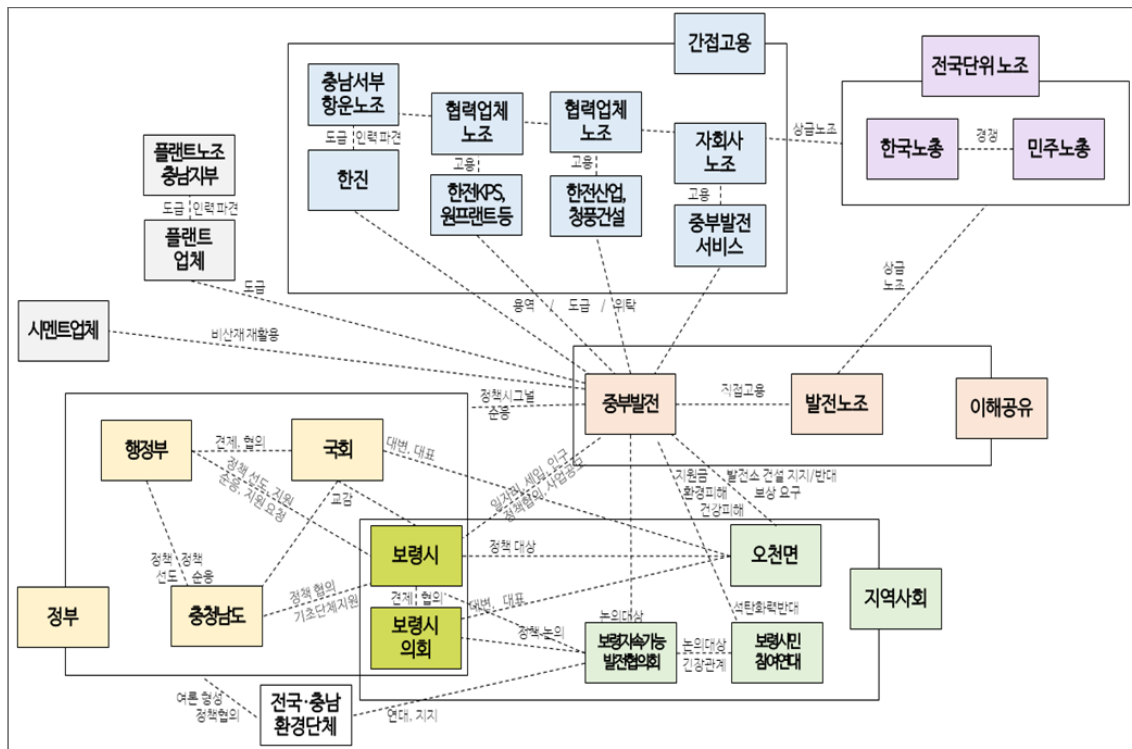 간접고용
전국단위 노조
충남서부
항운노조
협력업체
노조
협력업체
노조
자회사
노조
상급노조
한국노총
경쟁
민주노총
도급 인력 파견
고용
고용
고용
플랜트노조
충남지부
한진
한전KPS,
원프랜트 등
한전산업,
청풍건설
중부발전
서비스
도급 인력 파견
플랜트
업체
도급
용역 / 도급 / 위탁
상급
노조
시멘트업체
비산재 재활용
정책시그널
순응
중부발전
직접고용
발전노조
이해공유
행정부
견제, 협의
국회
대변, 대표
정책 선도, 지원
순응, 지원 요청
교감
일자리, 세입, 인구
정책협의, 사업공모
지원금
환경피해
건강피해
발전소 건설 지지/반대
보상 요구
보령시
정책 대상
오천면
정책
선도
정책
순응
정책 협의
기초단체지원
견제 협의
대변, 대표
지역사회
정부
충청남도
보령시
의회
정책 논의
논의대상
석탄화력반대
보령지속가능
발전협의회
논의대상
긴장관계
보령시민
참여연대
여론 형성
정책협의
전국·충남
환경단체
연대, 지지